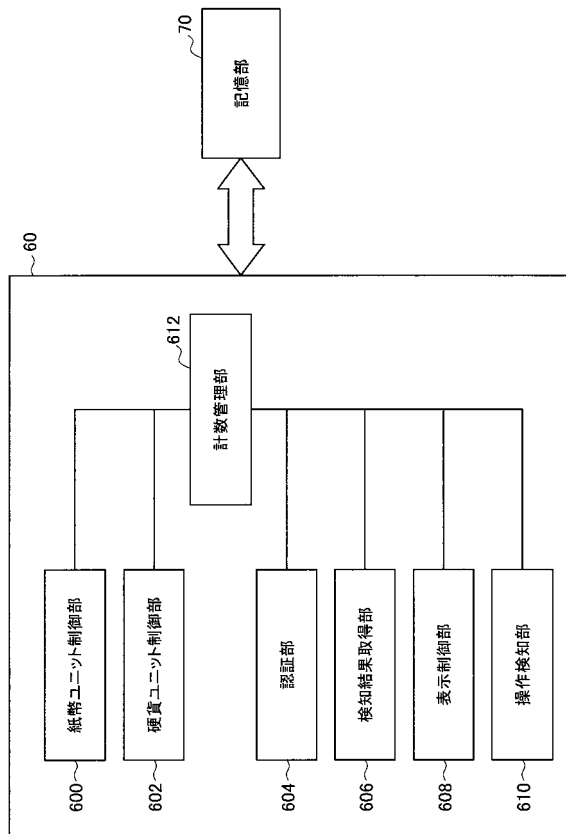 70
記憶部
60
612
計数管理部
紙幣ユニット制御部
600
硬貨ユニット制御部
602
認証部
604
検知結果取得部
606
表示制御部
608
操作検知部
610